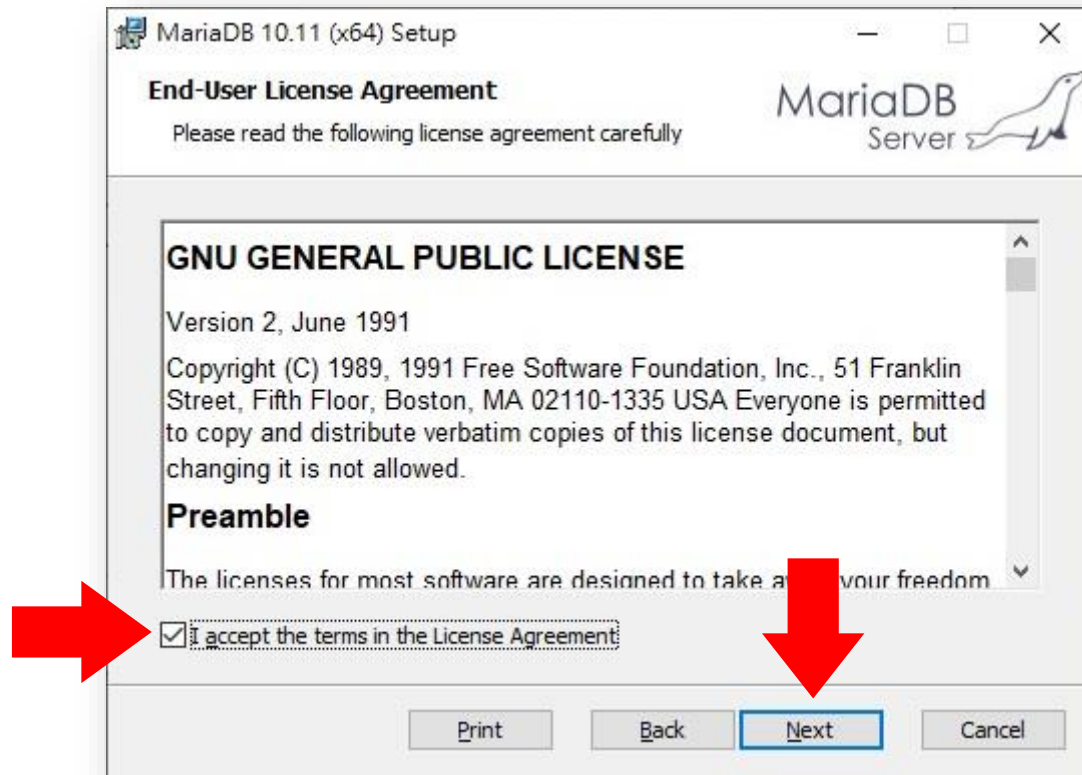 MariaDB 10.11 (x64) Setup
End-User License Agreement
Please read the following license agreement carefully
MariaDB
Server
GNU GENERAL PUBLIC LICENSE
Version 2, June 1991
Copyright (C) 1989, 1991 Free Software Foundation, Inc., 51 Franklin
Street, Fifth Floor, Boston, MA 02110-1335 USA Everyone is permitted
to copy and distribute verbatim copies of this license document, but
changing it is not allowed.
Preamble
The licenses for most software are designed to take your freedom
I accept the terms in the License Agreement
Print
Back
Next
Cancel